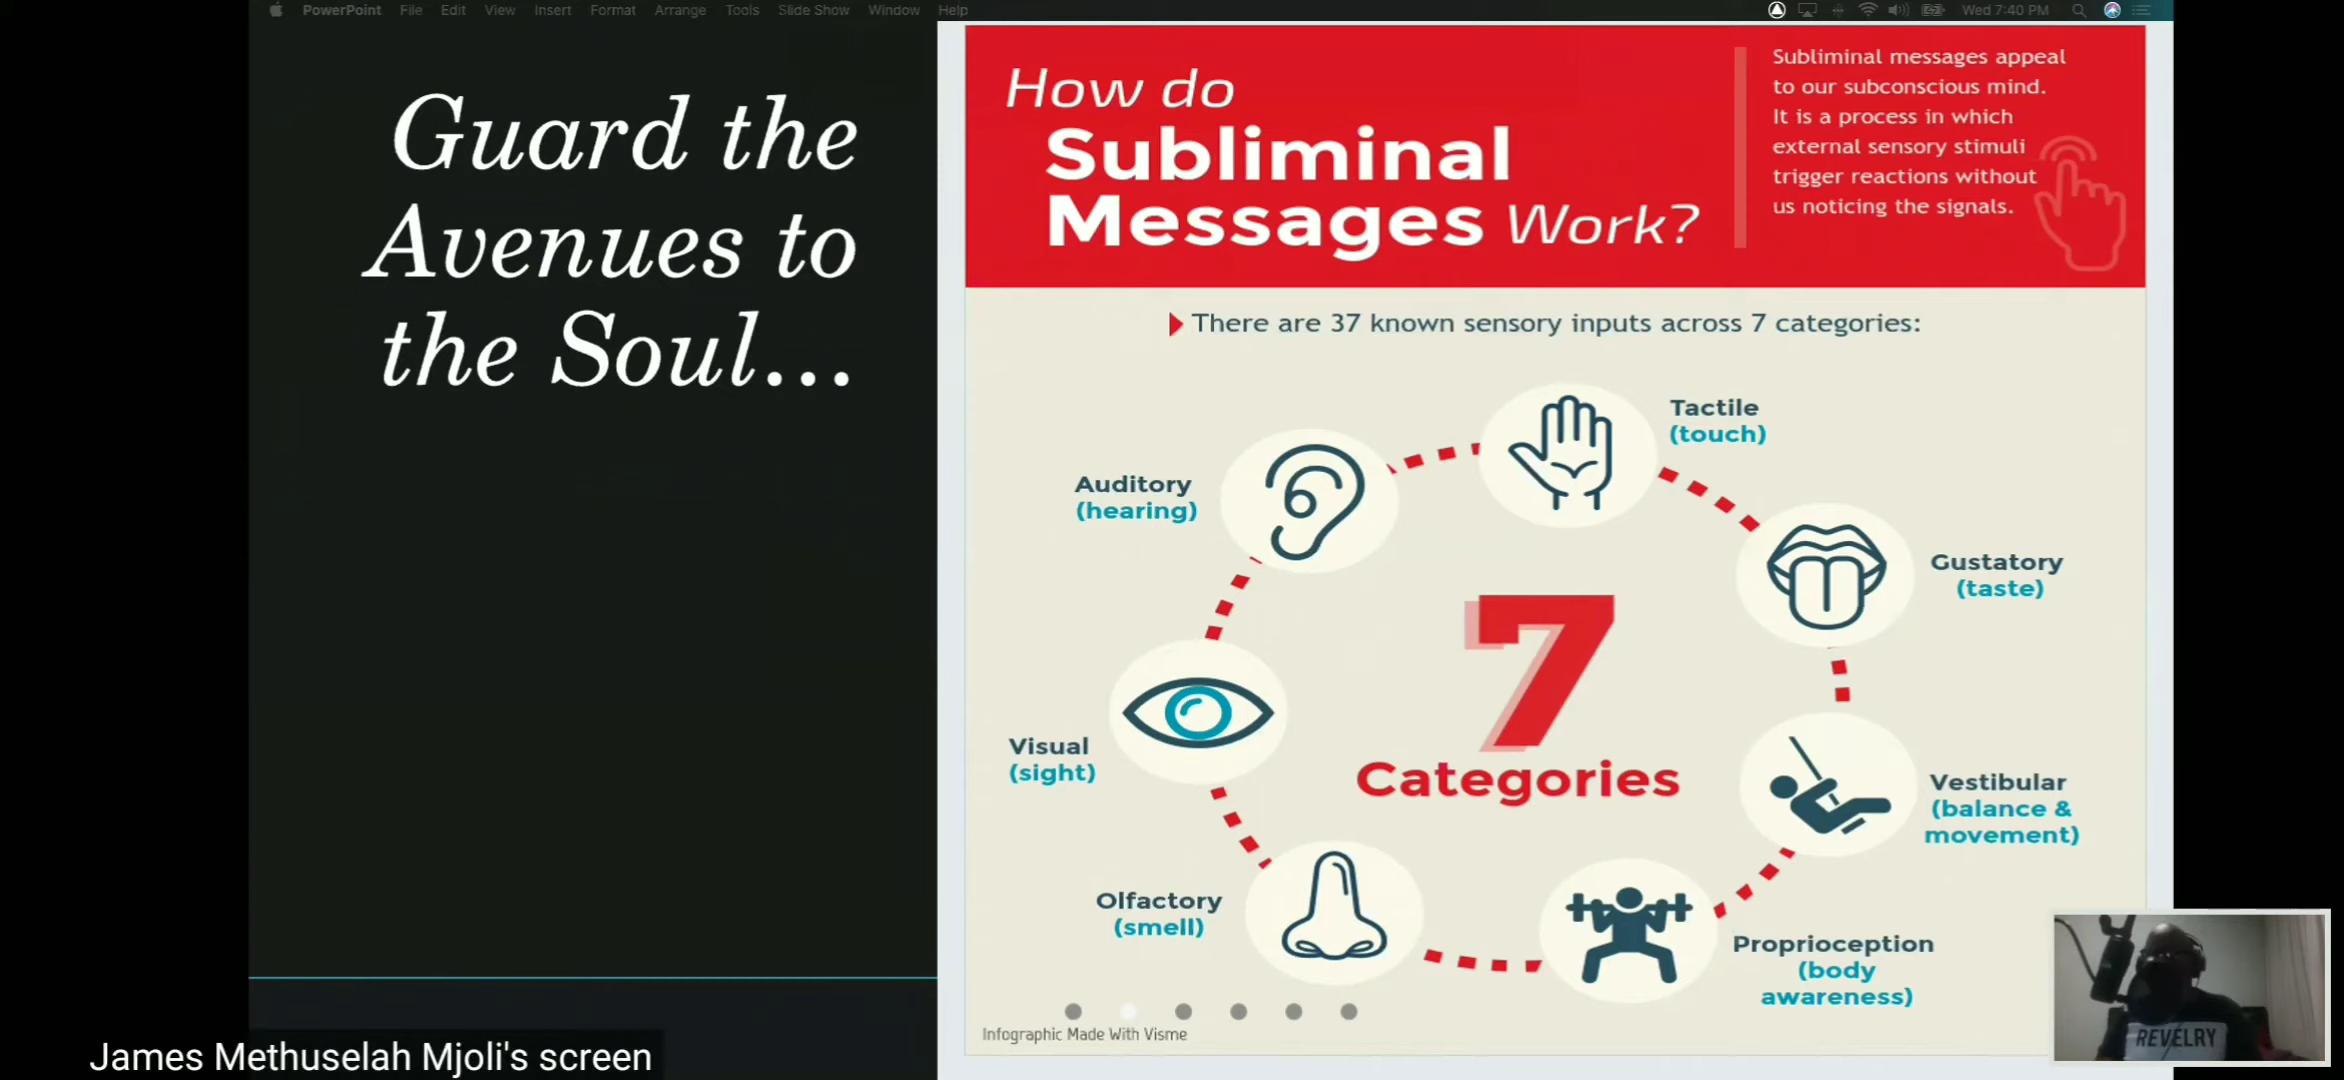 PowerPoint File Edit View Insert Format Arrange Tools Slide Show Window Help
Wed 7:40 PM
Guard the
Avenues to
the Soul...
How do
Subliminal
Messages Work?
Subliminal messages appeal
to our subconscious mind.
It is a process in which
external sensory stimuli
trigger reactions without
us noticing the signals.
There are 37 known sensory inputs across 7 categories:
Tactile
(touch)
Auditory
(hearing)
Gustatory
(taste)
7
Categories
Visual
(sight)
Vestibular
(balance &
movement)
Olfactory
(smell)
Proprioception
(body
awareness)
Infographic Made With Visme
REVELRY
James Methuselah Mjoli's screen